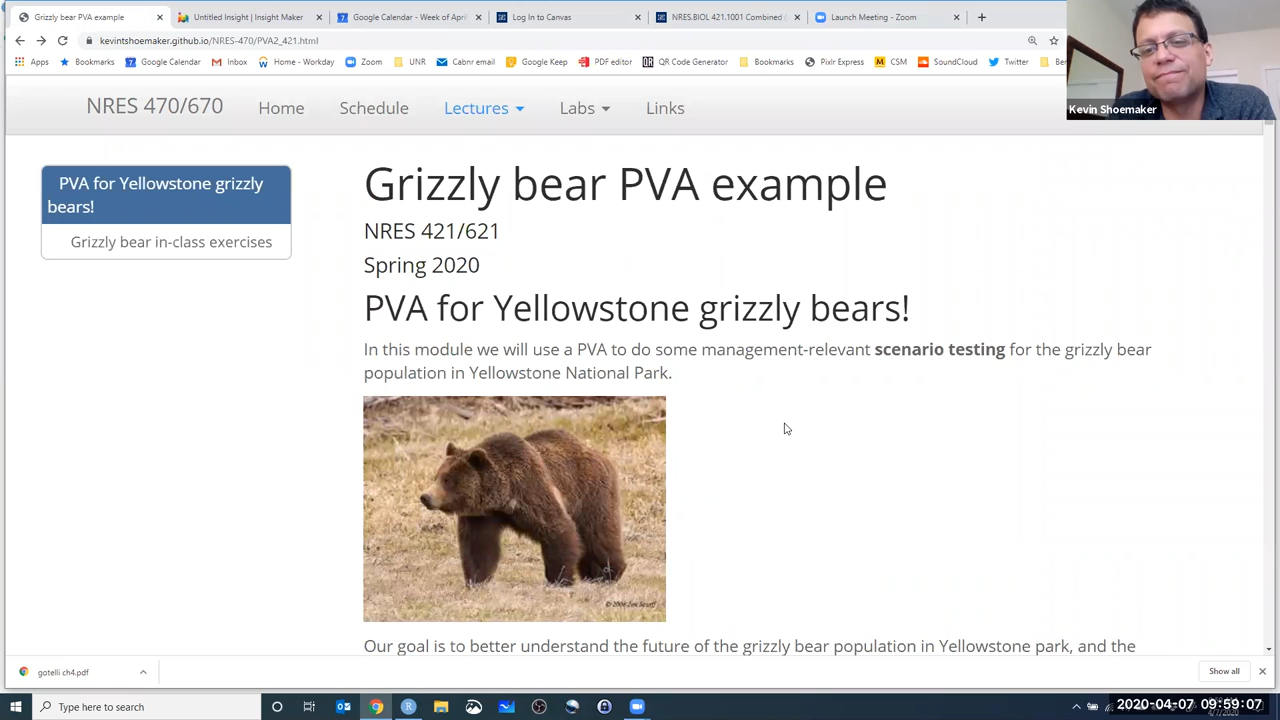 Grizzly bear PVA example
Untitled Insight | Insight Maker
Google Calendar - Week of April
Log In to Canvas
NRES.BIOL 421.1001 Combined (
Launch Meeting - Zoom
kevintshoemaker.github.io/NRES-470/PVA2_421.html
Apps Bookmarks Google Calendar Inbox Home - Workday Zoom UNR Cabnr email Google Keep PDF editor QR Code Generator Bookmarks Pixlr Express CSM SoundCloud Twitter Ber
Kevin Shoemaker
NRES 470/670 Home Schedule Lectures Labs Links
PVA for Yellowstone grizzly
bears!
Grizzly bear in-class exercises
Grizzly bear PVA example
NRES 421/621
Spring 2020
PVA for Yellowstone grizzly bears!
In this module we will use a PVA to do some management-relevant scenario testing for the grizzly bear
population in Yellowstone National Park.
Our goal is to better understand the future of the grizzly bear population in Yellowstone park, and the
gotelli ch4.pdf
Show all
Type here to search
2020-04-07 09:59:07